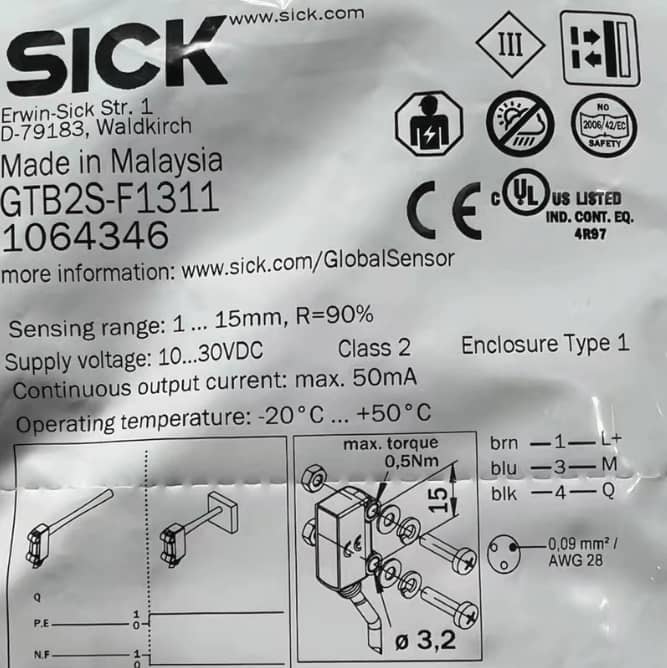 SICK
www.sick.com
Erwin-Sick Str. 1
D-79183, Waldkirch
Made in Malaysia
GTB2S-F1311
1064346
more information: www.sick.com/GlobalSensor
III
NO
2006/42/EC
SAFETY
CE
C UL US LISTED
IND. CONT. EQ.
4R97
Sensing range: 1 ... 15mm, R=90%
Supply voltage: 10...30VDC Class 2 Enclosure Type 1
Continuous output current: max. 50mA
Operating temperature: -20°C ... +50°C
max. torque
0,5Nm
15
CE
ø 3,2
brn —1— L+
blu —3— M
blk —4— Q
0,09 mm² /
AWG 28
Q
P.E 1
0
N.F 1
0